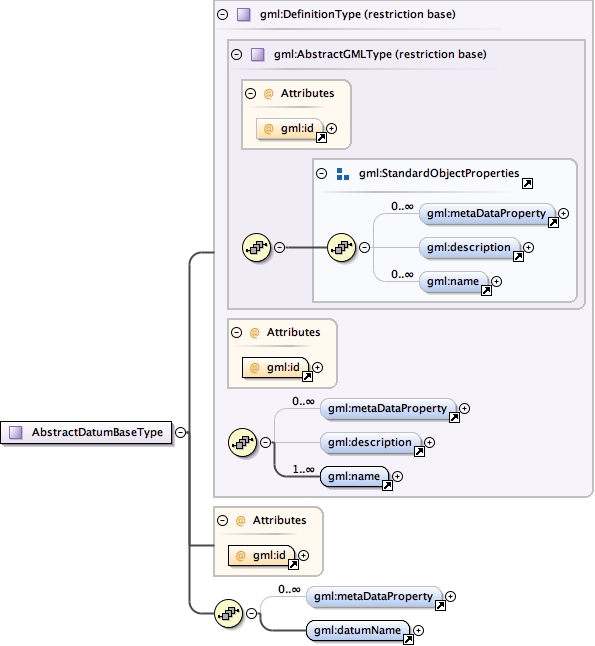 gml:DefinitionType (restriction base)
gml:AbstractGMLType (restriction base)
@ Attributes
@ gml:id
gml:StandardObjectProperties
0..∞
gml:metaDataProperty
gml:description
0..∞
gml:name
@ Attributes
@ gml:id
0..∞
gml:metaDataProperty
AbstractDatumBaseType
gml:description
1..∞
gml:name
@ Attributes
@ gml:id
0..∞
gml:metaDataProperty
gml:datumName